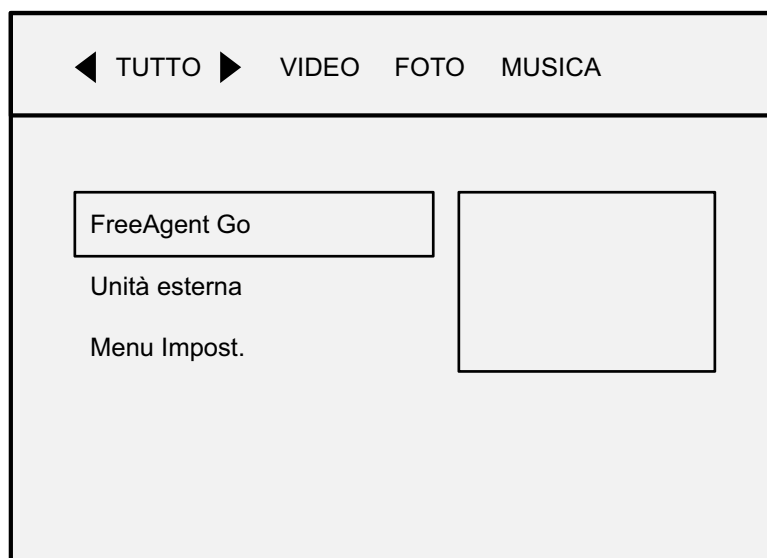 TUTTO VIDEO FOTO MUSICA
FreeAgent Go
Unità esterna
Menu Impost.